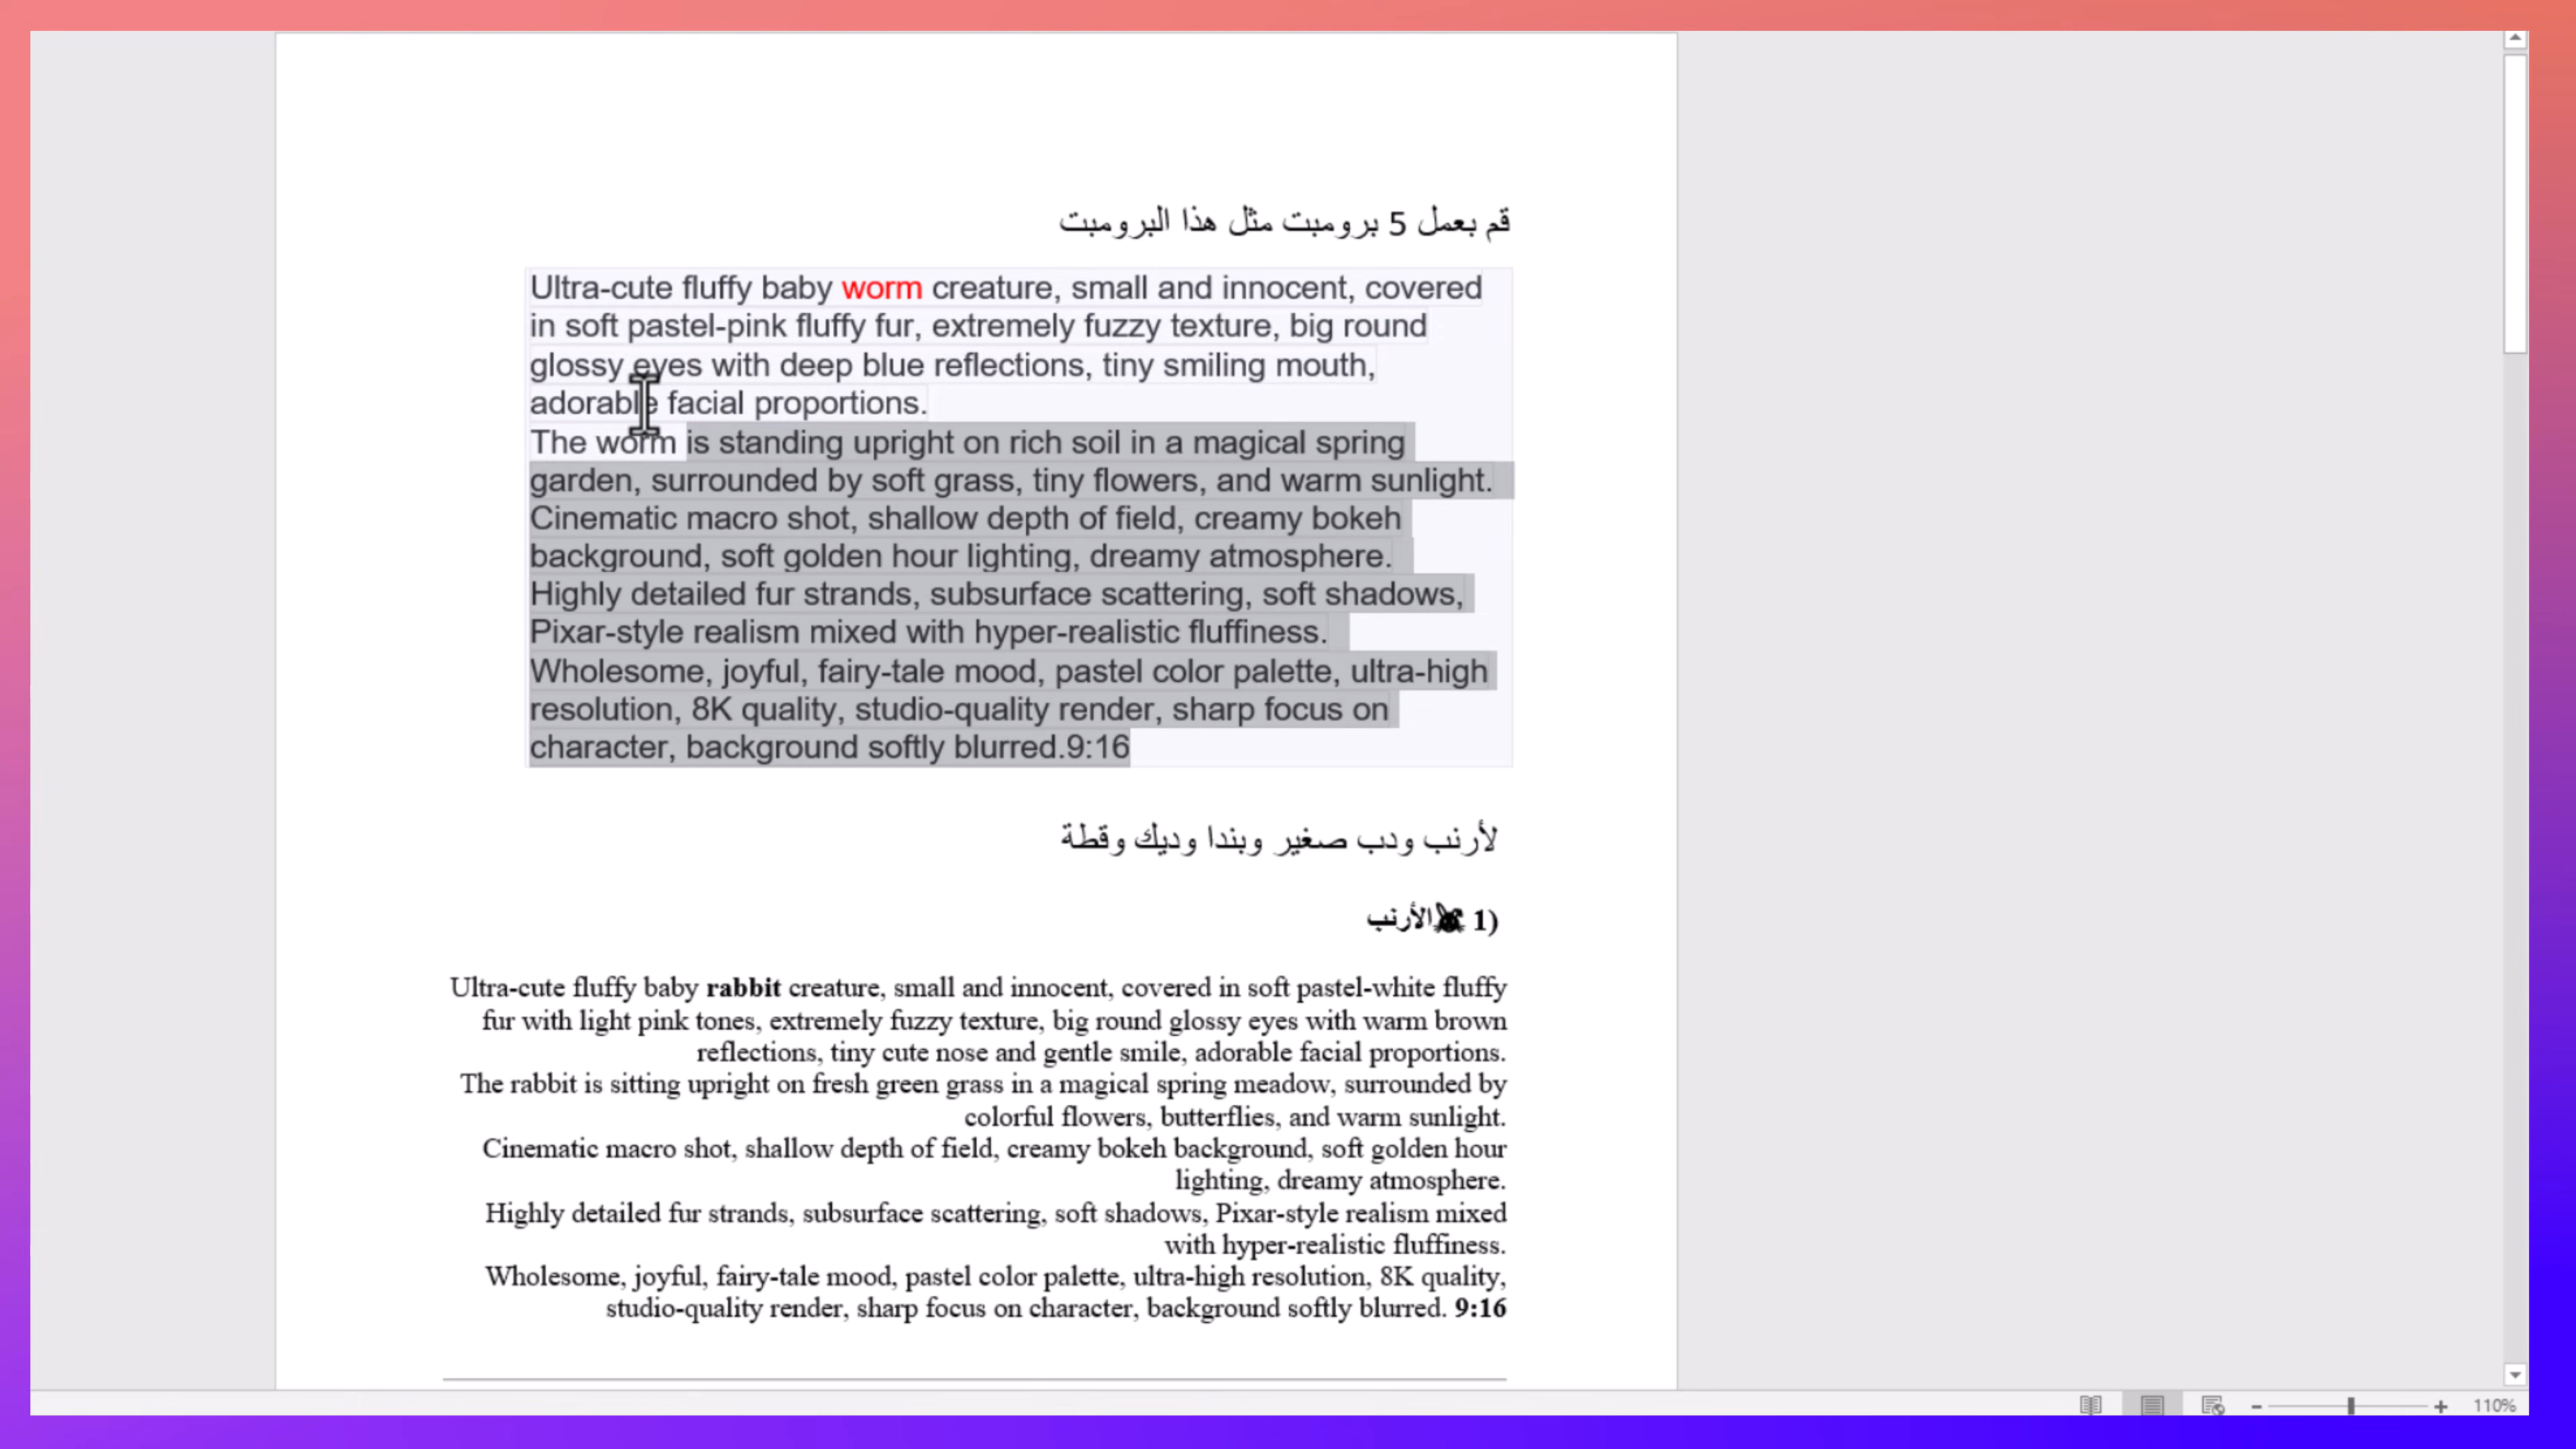 قم بعمل 5 برومبت مثل هذا البرومبت
Ultra-cute fluffy baby worm creature, small and innocent, covered
in soft pastel-pink fluffy fur, extremely fuzzy texture, big round
glossy eyes with deep blue reflections, tiny smiling mouth,
adorable facial proportions.
The worm is standing upright on rich soil in a magical spring
garden, surrounded by soft grass, tiny flowers, and warm sunlight.
Cinematic macro shot, shallow depth of field, creamy bokeh
background, soft golden hour lighting, dreamy atmosphere.
Highly detailed fur strands, subsurface scattering, soft shadows,
Pixar-style realism mixed with hyper-realistic fluffiness.
Wholesome, joyful, fairy-tale mood, pastel color palette, ultra-high
resolution, 8K quality, studio-quality render, sharp focus on
character, background softly blurred.9:16
لأرنب ودب صغير وبندا وديك وقطة
1) الأرنب
Ultra-cute fluffy baby rabbit creature, small and innocent, covered in soft pastel-white fluffy
fur with light pink tones, extremely fuzzy texture, big round glossy eyes with warm brown
reflections, tiny cute nose and gentle smile, adorable facial proportions.
The rabbit is sitting upright on fresh green grass in a magical spring meadow, surrounded by
colorful flowers, butterflies, and warm sunlight.
Cinematic macro shot, shallow depth of field, creamy bokeh background, soft golden hour
lighting, dreamy atmosphere.
Highly detailed fur strands, subsurface scattering, soft shadows, Pixar-style realism mixed
with hyper-realistic fluffiness.
Wholesome, joyful, fairy-tale mood, pastel color palette, ultra-high resolution, 8K quality,
studio-quality render, sharp focus on character, background softly blurred. 9:16
110%